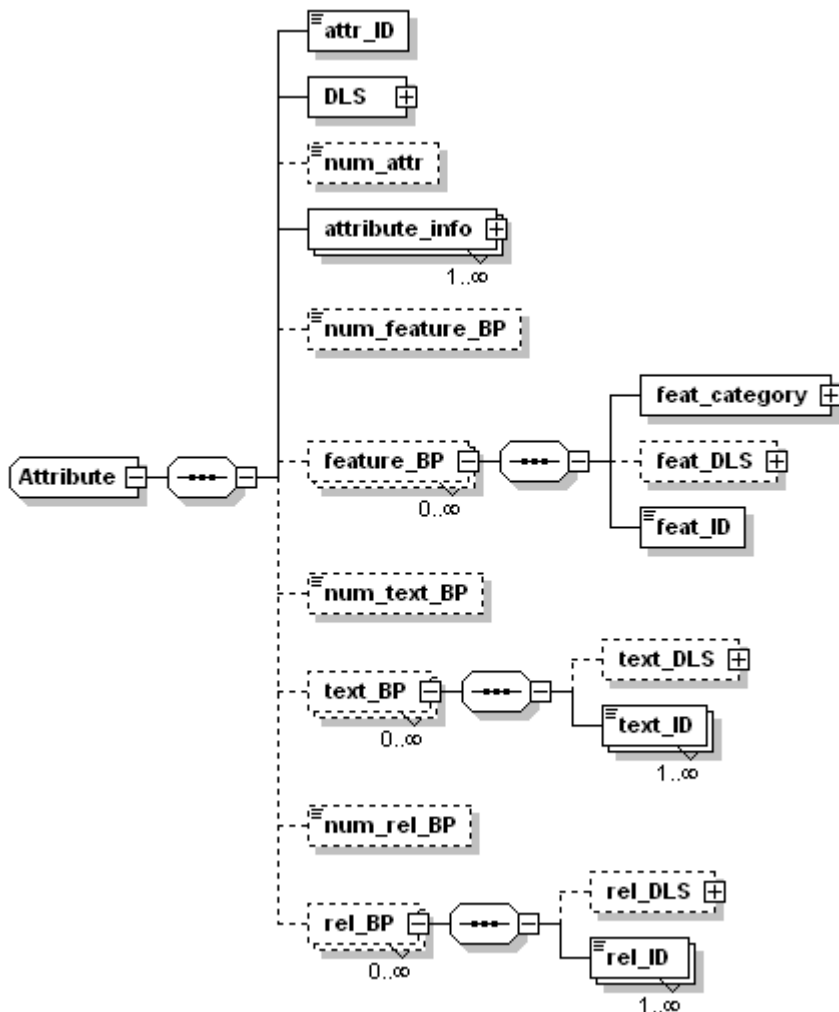 attr_ID
DLS
num_attr
attribute_info
1..∞
num_feature_BP
feat_category
Attribute
feature_BP
feat_DLS
0..∞
feat_ID
num_text_BP
text_DLS
text_BP
0..∞
text_ID
1..∞
num_rel_BP
rel_DLS
rel_BP
0..∞
rel_ID
1..∞